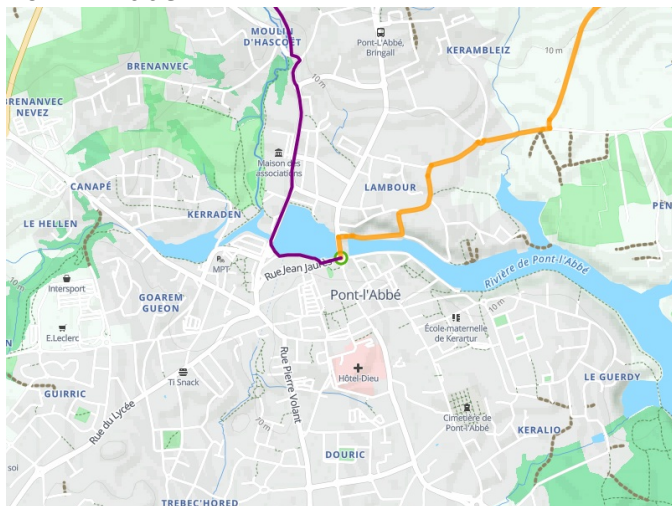 MOULIN
D'HASCOËT
Pont-L'Abbé,
Bringall
KERAMBLEIZ
10 m
BRENANVEC
10 m
BRENANVEC
NEVEZ
Maison des
associations
CANAPÉ
LAMBOUR
KERRADEN
LE HELLEN
MPT
Rue Jean Jaurès
Rivière de Pont-l'Abbé
10 m
Intersport
GOAREM
GUEON
Pont-l'Abbé
10 m
E.Leclerc
École maternelle
de Kerartur
Ti Snack
Rue Pierre Volant
Hôtel-Dieu
LE GUERDY
GUIRRIC
Rue du Lycée
Cimetière de
Pont-l'Abbé
KERALIO
DOURIC
soi
TREBEC'HORED